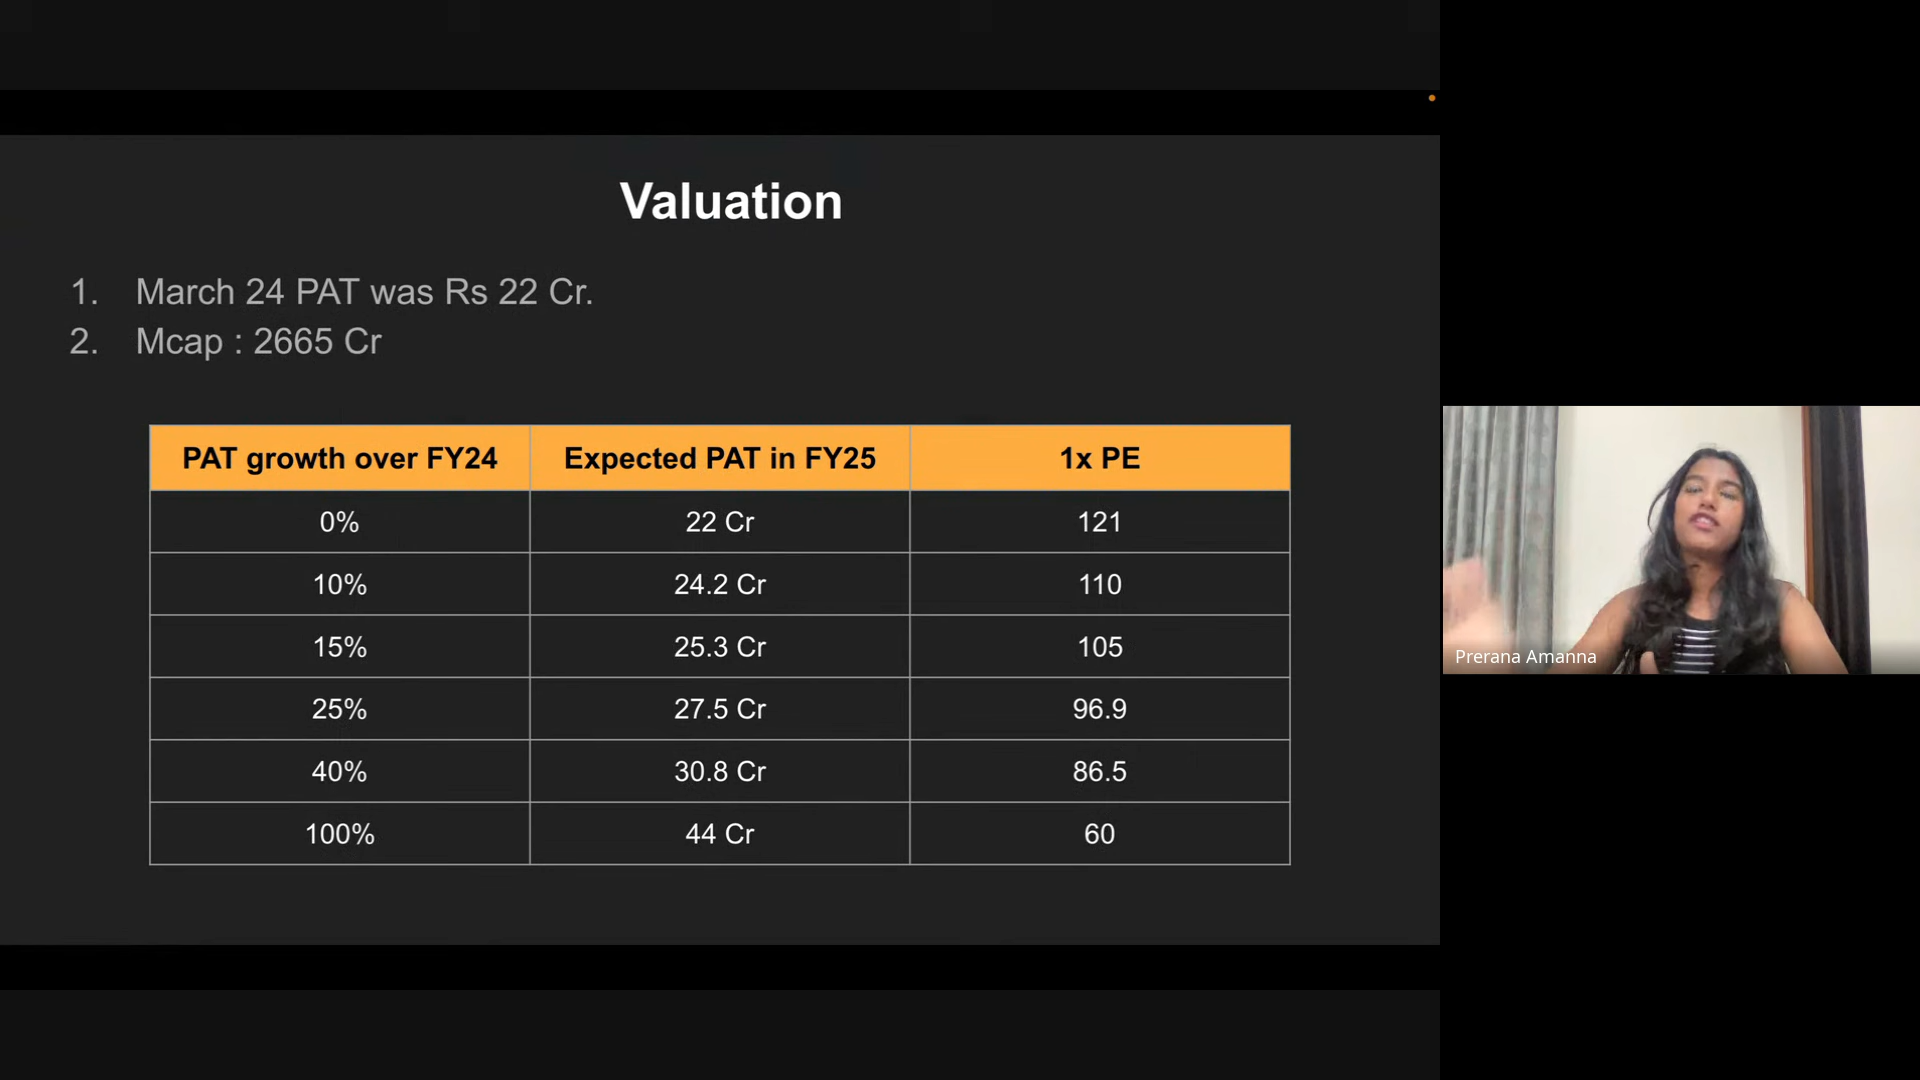 Valuation
1. March 24 PAT was Rs 22 Cr.
2. Mcap : 2665 Cr
PAT growth over FY24 Expected PAT in FY25 1x PE
0% 22 Cr 121
10% 24.2 Cr 110
15% 25.3 Cr 105
25% 27.5 Cr 96.9
40% 30.8 Cr 86.5
100% 44 Cr 60
Prerana Amanna